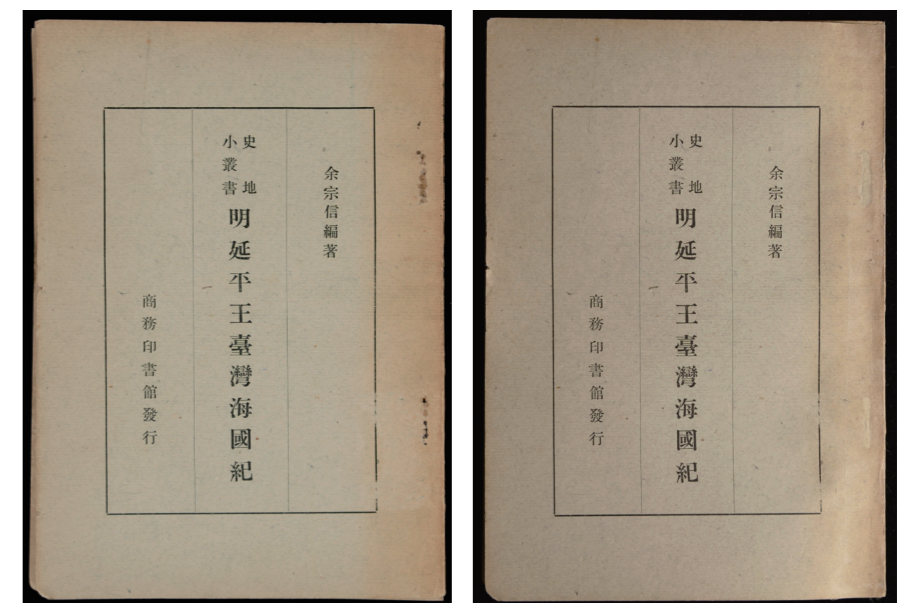 余宗信編著
史地
小叢書
明延平王臺灣海國紀
商務印書館發行
余宗信編著
史地
小叢書
明延平王臺灣海國紀
商務印書館發行